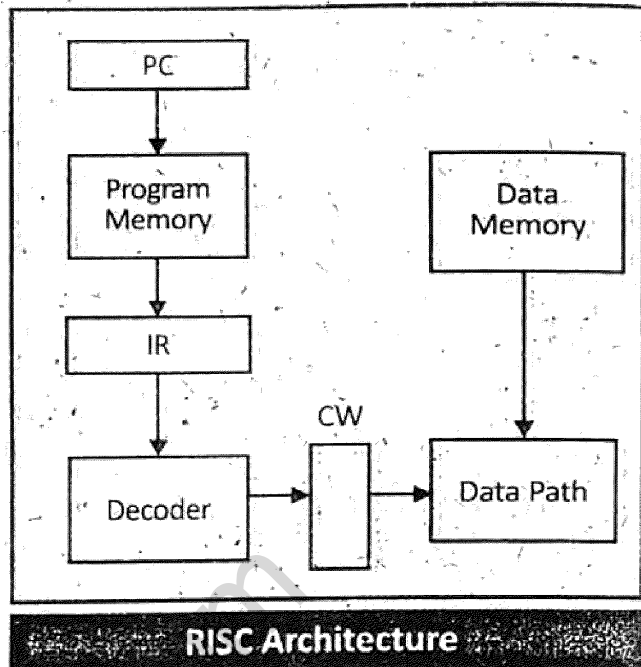 PC
Program
Memory
Data
Memory
IR
CW
Decoder
Data Path
RISC Architecture